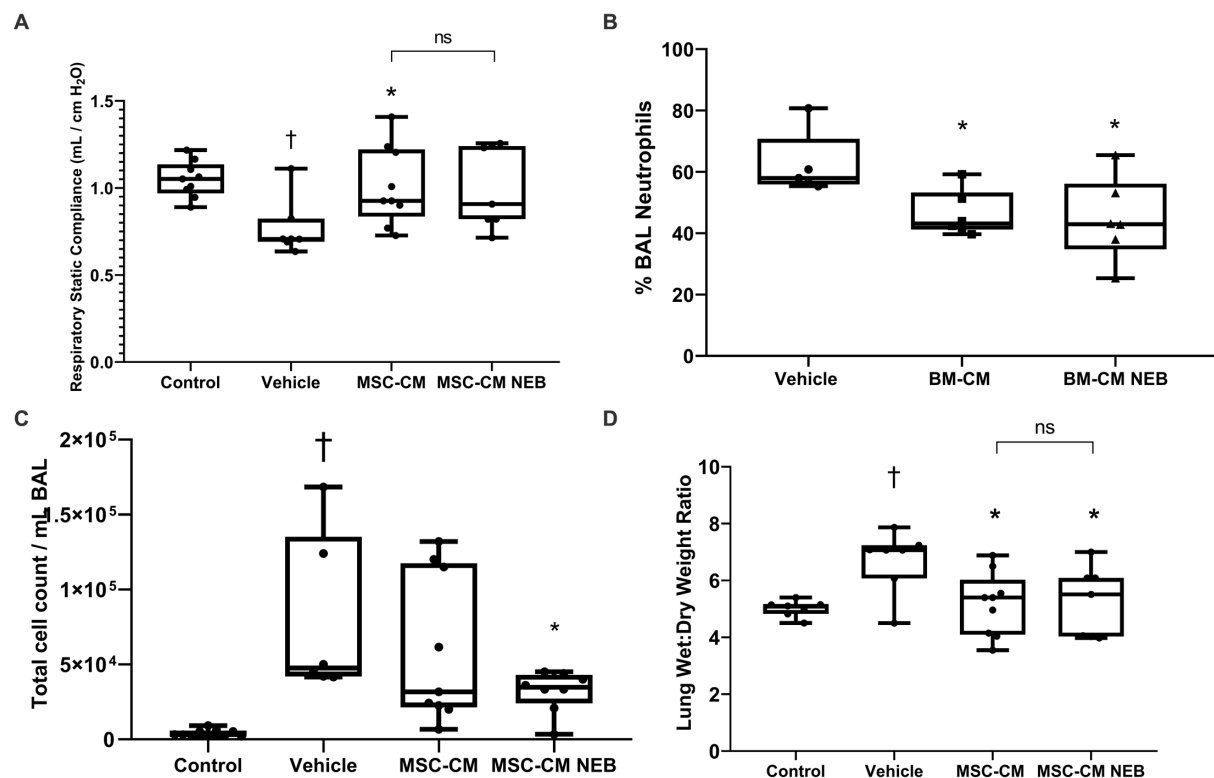 A
ns
Respiratory Static Compliance (mL / cm H₂O)
1.5
1.0
0.5
0.0
†
*
Control Vehicle MSC-CM MSC-CM NEB
B
% BAL Neutrophils
100
80
60
40
20
0
* *
Vehicle BM-CM BM-CM NEB
C
Total cell count / mL BAL
2×10⁵
1.5×10⁵
1×10⁵
5×10⁴
0
†
*
Control Vehicle MSC-CM MSC-CM NEB
D
ns
Lung Wet:Dry Weight Ratio
10
8
6
4
2
0
†
* *
Control Vehicle MSC-CM MSC-CM NEB